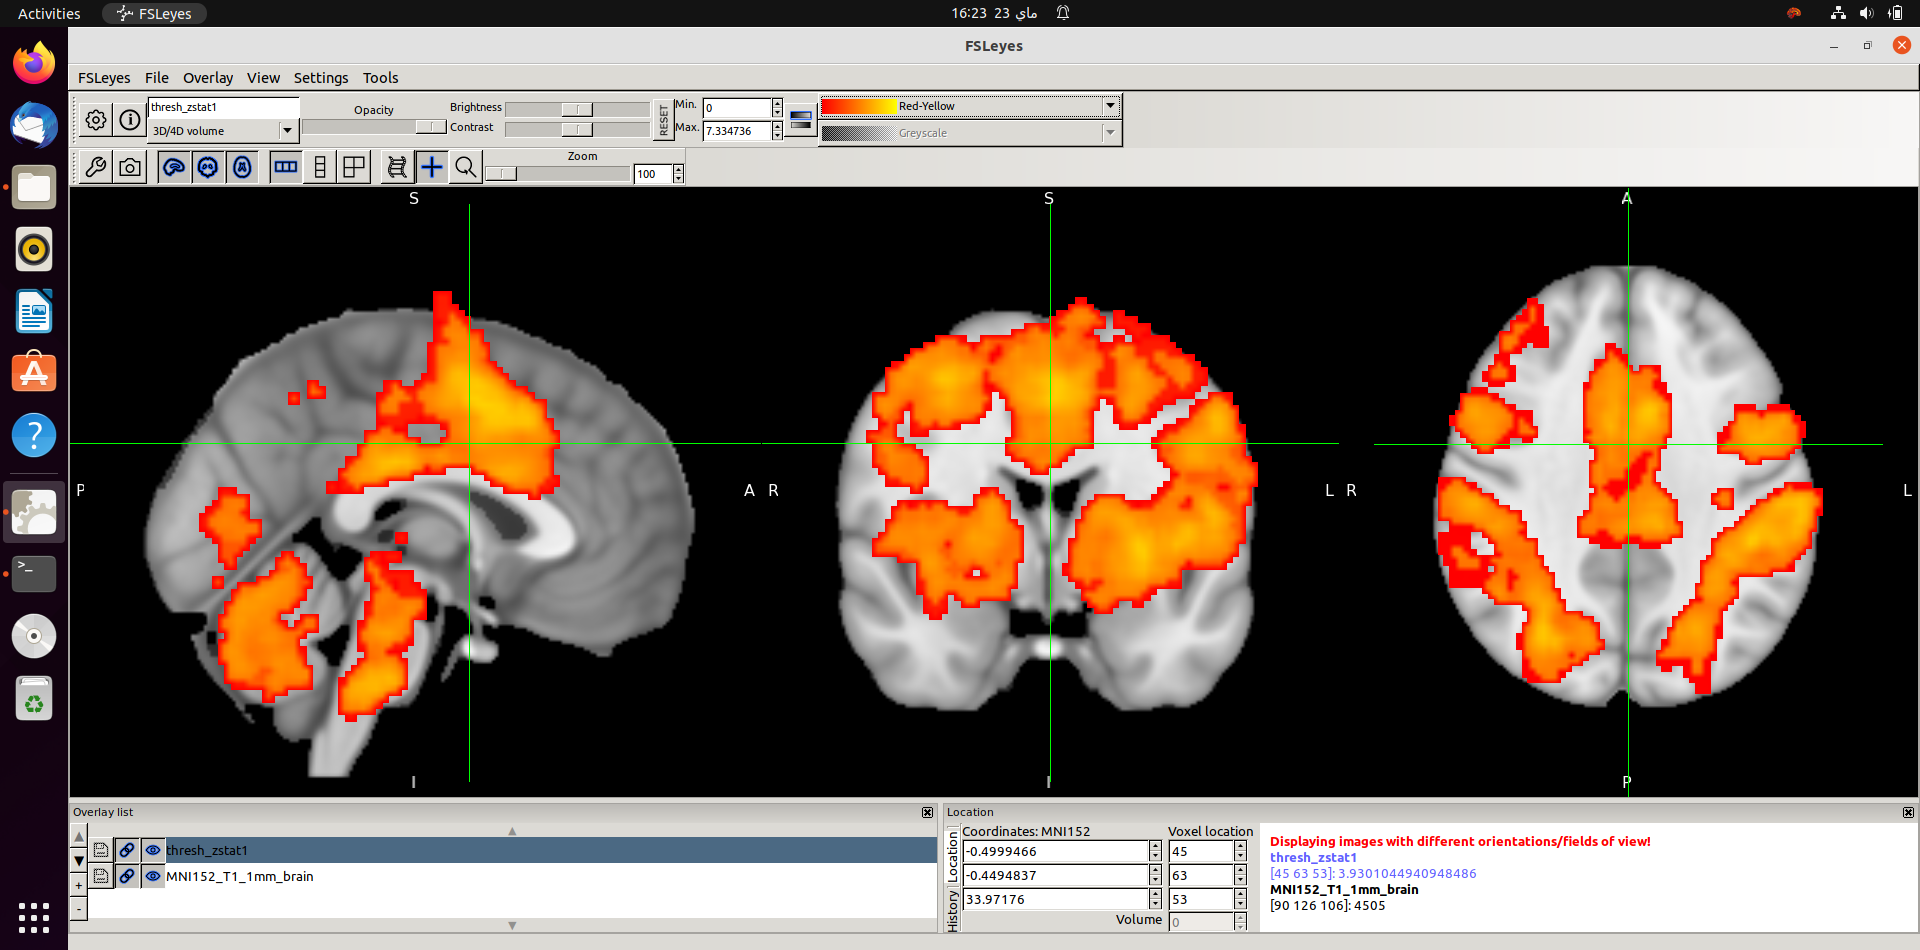 Activities
FSLeyes
16:23 23 ماي
FSLeyes
FSLeyes File Overlay View Settings Tools
thresh_zstat1
3D/4D volume
Opacity
Brightness
Contrast
RESET
Min.
0
Max.
7.334736
Red-Yellow
Greyscale
Zoom
100
S
P
A
I
S
R
L
I
A
R
L
P
Overlay list
thresh_zstat1
MNI152_T1_1mm_brain
+
-
Location
Location
History
Coordinates: MNI152
Voxel location
-0.4999466
45
-0.4494837
63
33.97176
53
Volume
0
Displaying images with different orientations/fields of view!
thresh_zstat1
[45 63 53]: 3.9301044940948486
MNI152_T1_1mm_brain
[90 126 106]: 4505